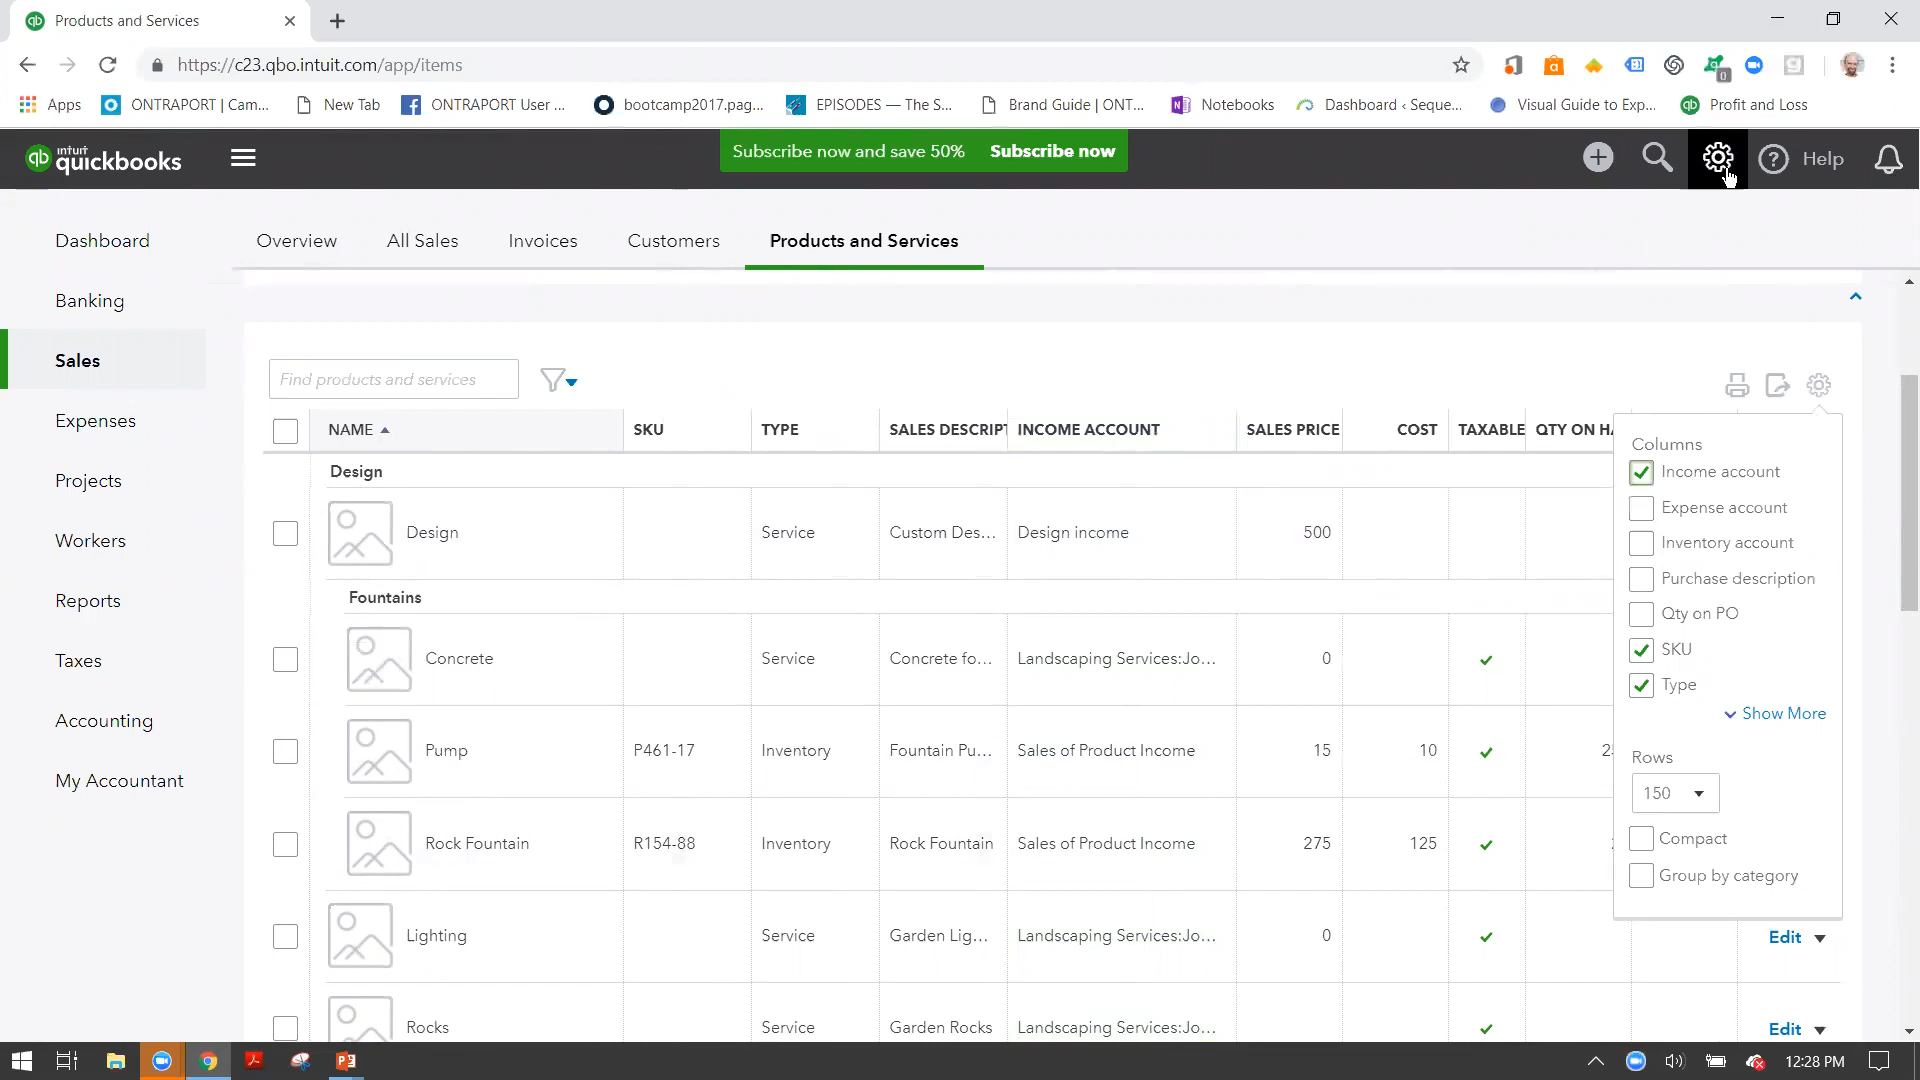 Products and Services
https://c23.qbo.intuit.com/app/items
Apps
ONTRAPORT | Cam...
New Tab
ONTRAPORT User ...
bootcamp2017.pag...
EPISODES — The S...
Brand Guide | ONT...
Notebooks
Dashboard ‹ Seque...
Visual Guide to Exp...
Profit and Loss
intuit
quickbooks
Subscribe now and save 50% Subscribe now
Help
Dashboard
Banking
Sales
Expenses
Projects
Workers
Reports
Taxes
Accounting
My Accountant
Overview All Sales Invoices Customers Products and Services
Find products and services
NAME SKU TYPE SALES DESCRIPT INCOME ACCOUNT SALES PRICE COST TAXABLE QTY ON HA
Design
Design Service Custom Des... Design income 500
Fountains
Concrete Service Concrete fo... Landscaping Services:Jo... 0
Pump P461-17 Inventory Fountain Pu... Sales of Product Income 15 10
Rock Fountain R154-88 Inventory Rock Fountain Sales of Product Income 275 125
Lighting Service Garden Lig... Landscaping Services:Jo... 0 Edit
Rocks Service Garden Rocks Landscaping Services:Jo... Edit
Columns
Income account
Expense account
Inventory account
Purchase description
Qty on PO
SKU
Type
Show More
Rows
150
Compact
Group by category
12:28 PM